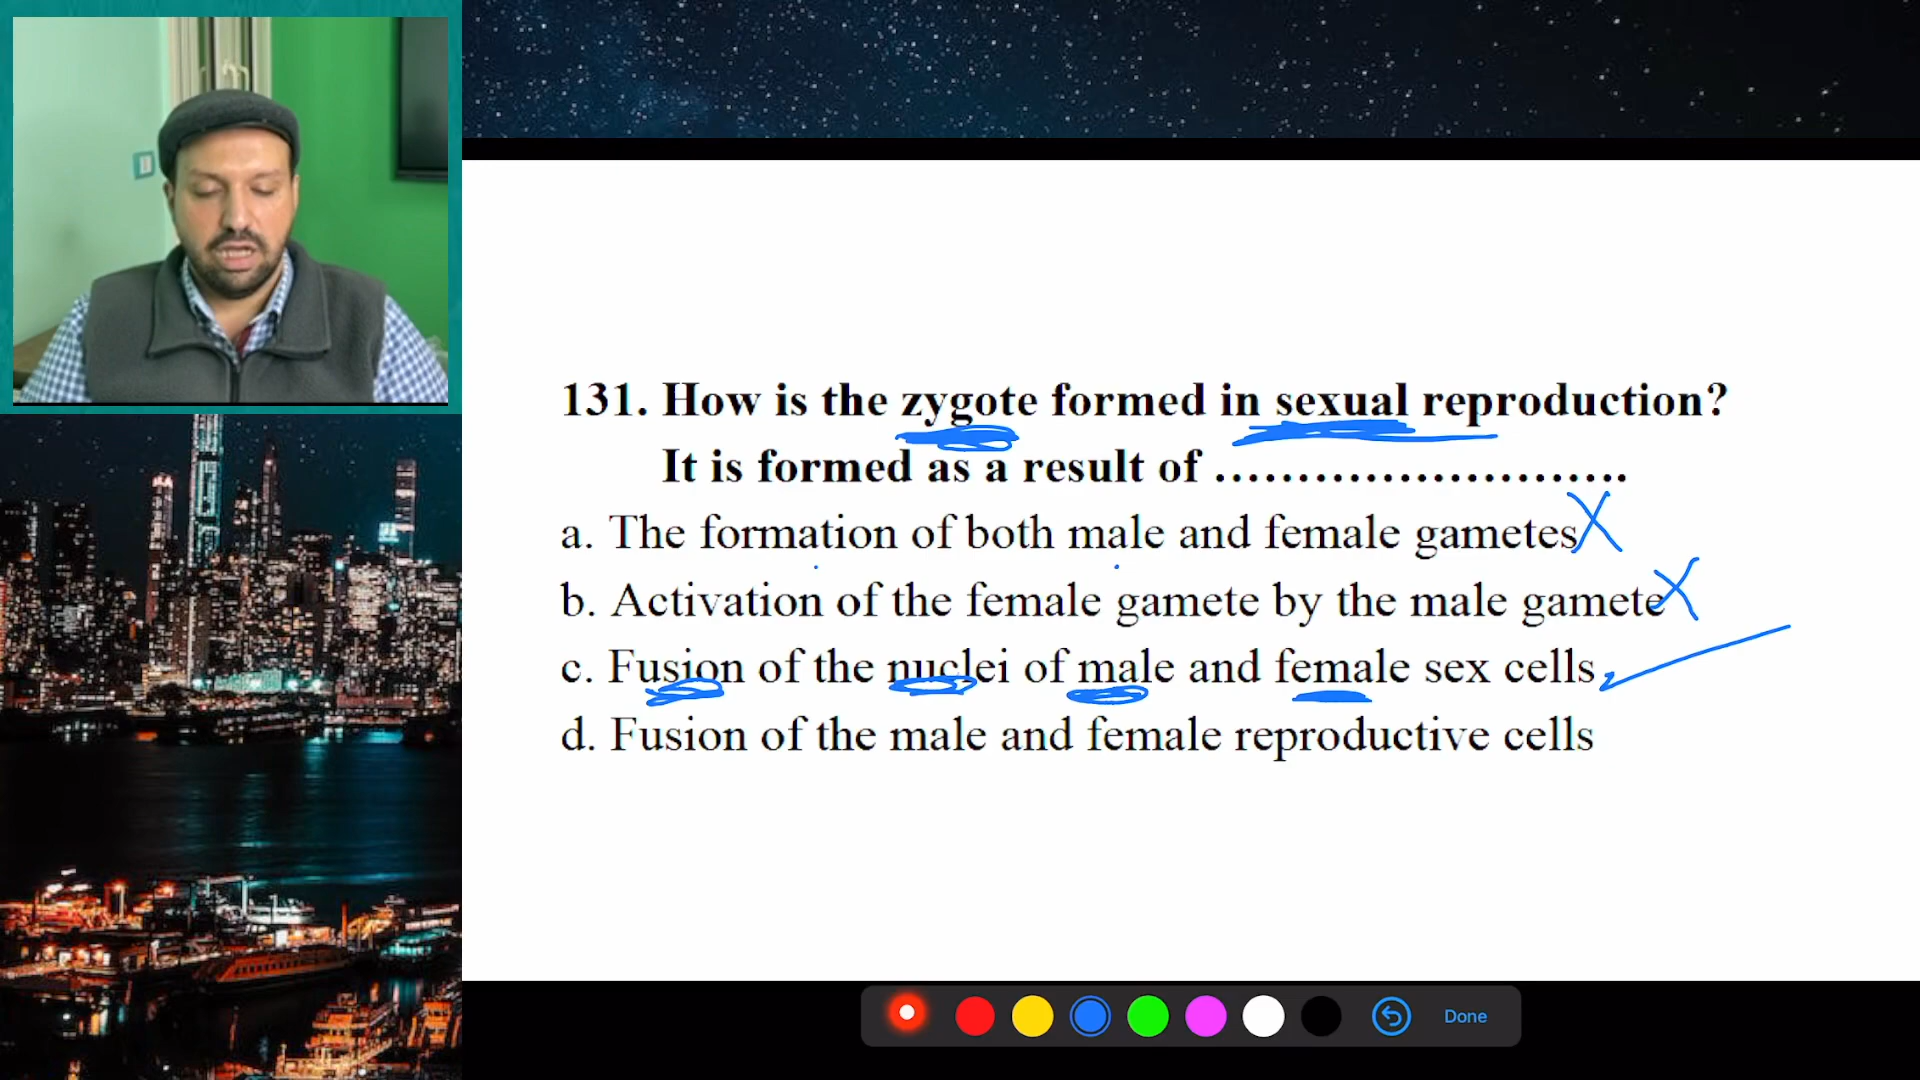 131. How is the zygote formed in sexual reproduction?
It is formed as a result of ……………………….
a. The formation of both male and female gametes
b. Activation of the female gamete by the male gamete
c. Fusion of the nuclei of male and female sex cells
d. Fusion of the male and female reproductive cells
Done